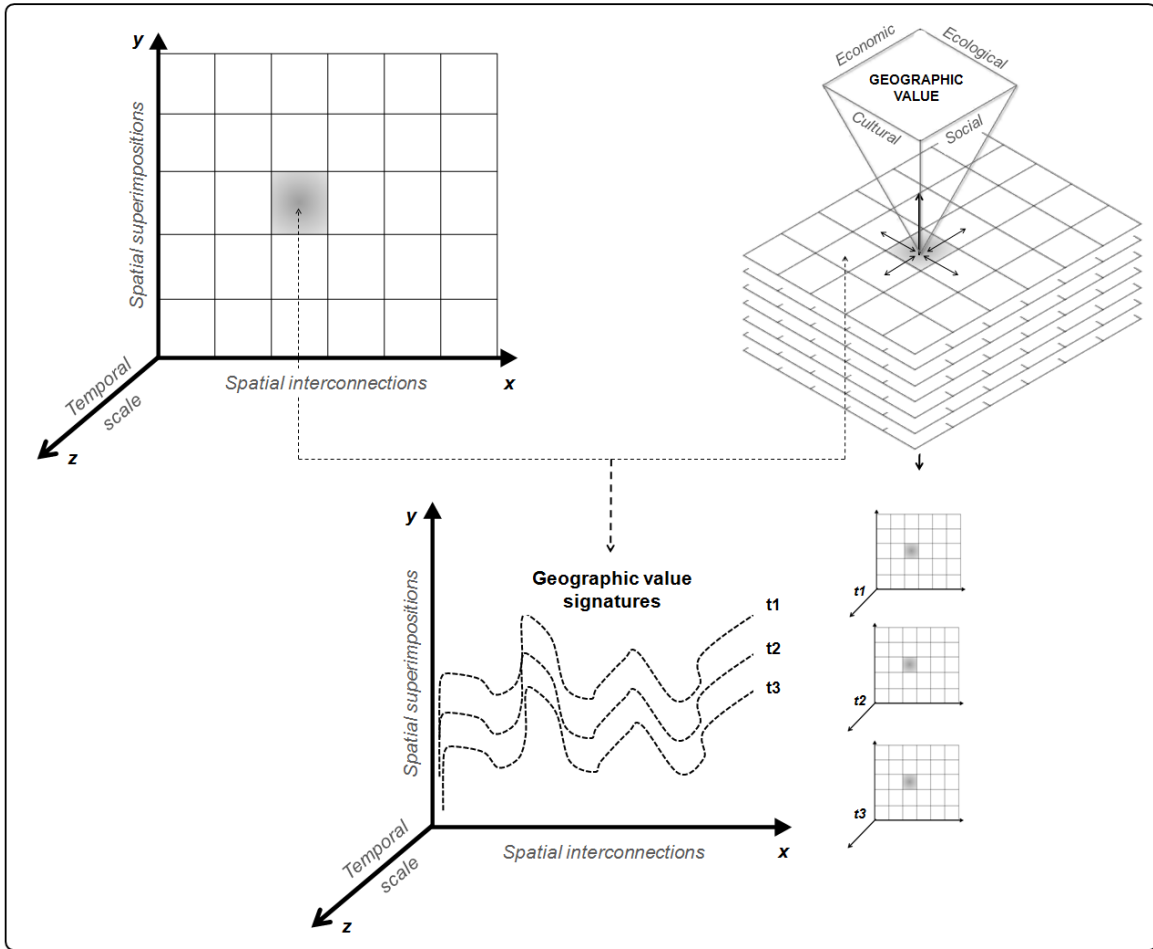 y
Spatial superimpositions
Spatial interconnections
x
Temporal
scale
z
Economic
Ecological
GEOGRAPHIC
VALUE
Cultural
Social
y
Spatial superimpositions
Geographic value
signatures
t1
t2
t3
Spatial interconnections
x
Temporal
scale
z
t1
t2
t3